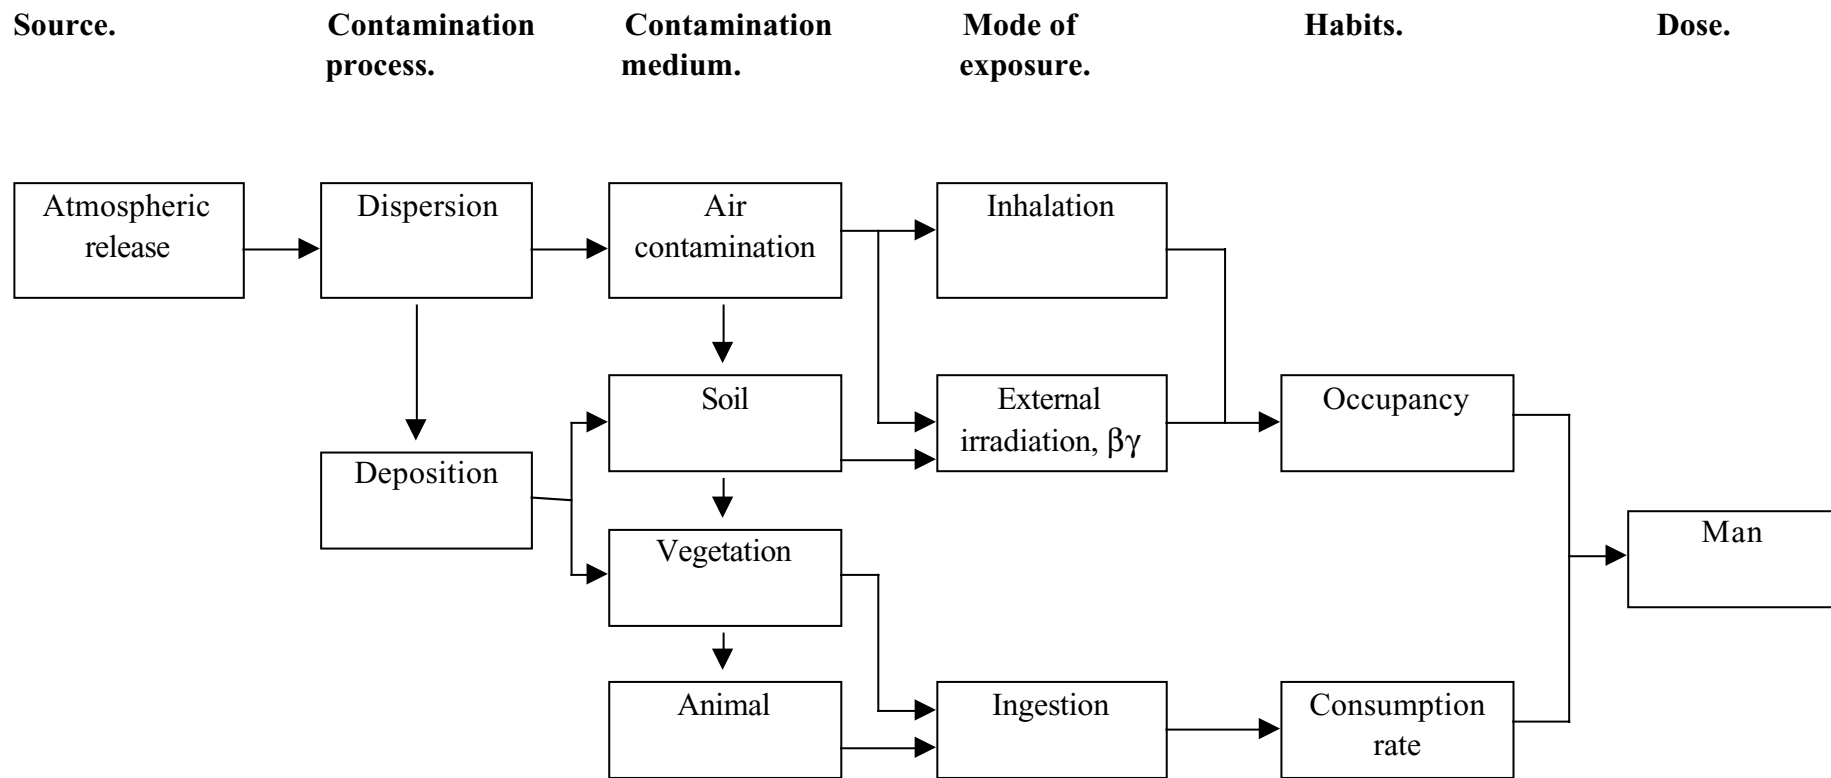 Source.
Contamination
process.
Contamination
medium.
Mode of
exposure.
Habits.
Dose.
Atmospheric
release
Dispersion
Air
contamination
Inhalation
Soil
External
irradiation, βγ
Occupancy
Deposition
Vegetation
Man
Animal
Ingestion
Consumption
rate